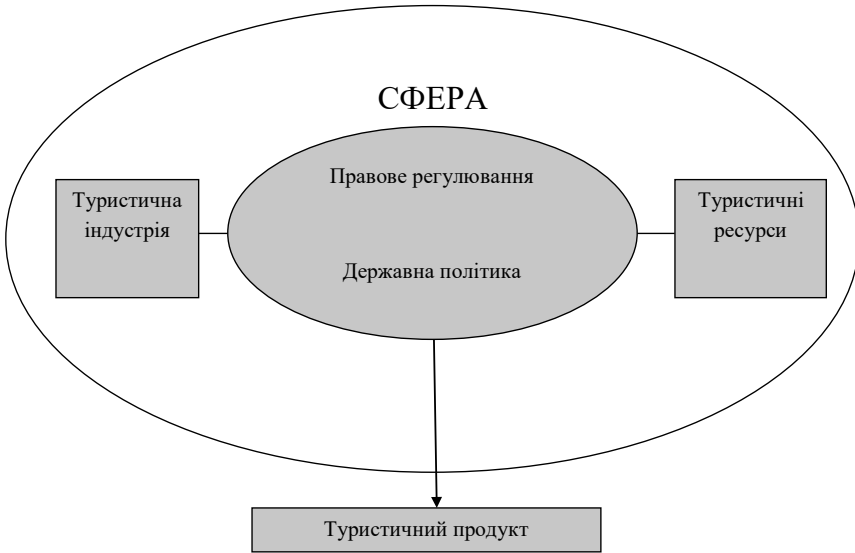 СФЕРА
Правове регулювання
Туристична
індустрія
Туристичні
ресурси
Державна політика
Туристичний продукт